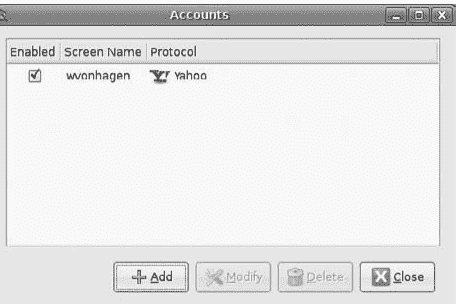 Accounts
Enabled Screen Name Protocol
wvonhagen Yahoo
Add Modify Delete Close